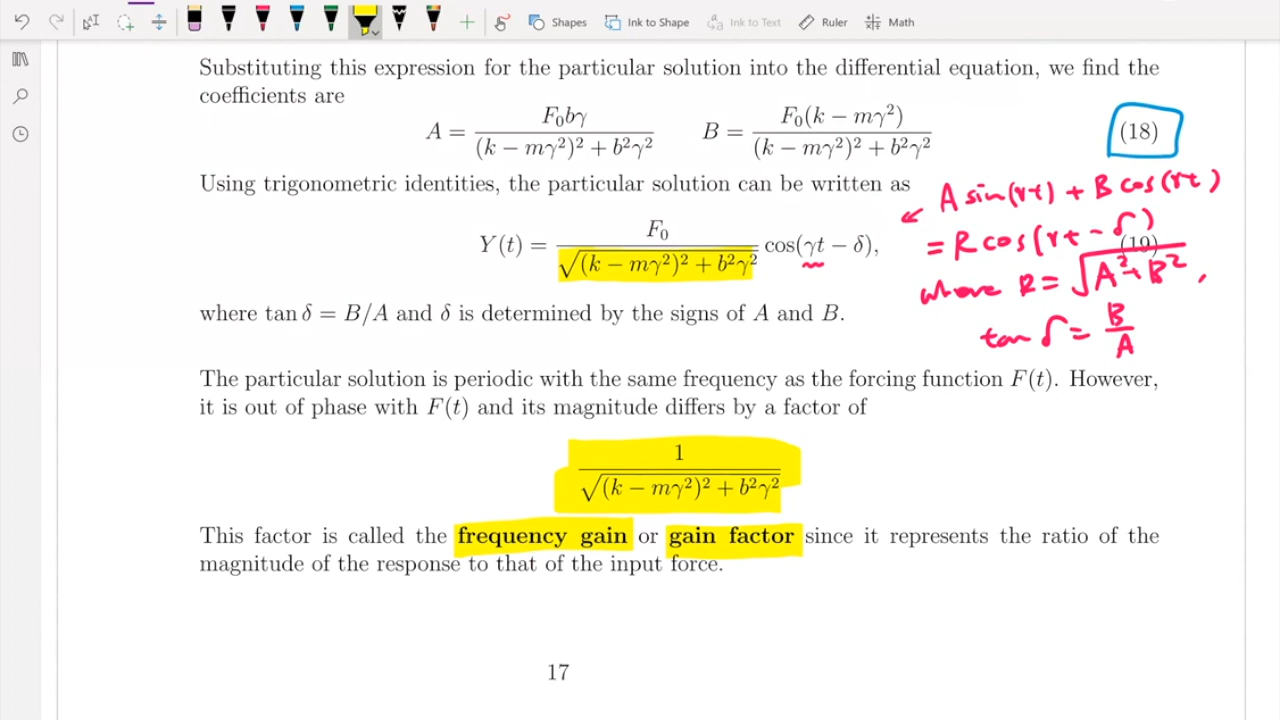 Shapes Ink to Shape Ink to Text Ruler Math
Substituting this expression for the particular solution into the differential equation, we find the
coefficients are
A = F₀bγ / ((k − mγ²)² + b²γ²) B = F₀(k − mγ²) / ((k − mγ²)² + b²γ²) (18)
Using trigonometric identities, the particular solution can be written as
A sin(γt) + B cos(γt)
= R cos(γt − δ)
Y(t) = F₀ / √((k − mγ²)² + b²γ²) cos(γt − δ), (19)
where R = √(A² + B²),
tan δ = B/A
where tan δ = B/A and δ is determined by the signs of A and B.
The particular solution is periodic with the same frequency as the forcing function F(t). However,
it is out of phase with F(t) and its magnitude differs by a factor of
1 / √((k − mγ²)² + b²γ²)
This factor is called the frequency gain or gain factor since it represents the ratio of the
magnitude of the response to that of the input force.
17